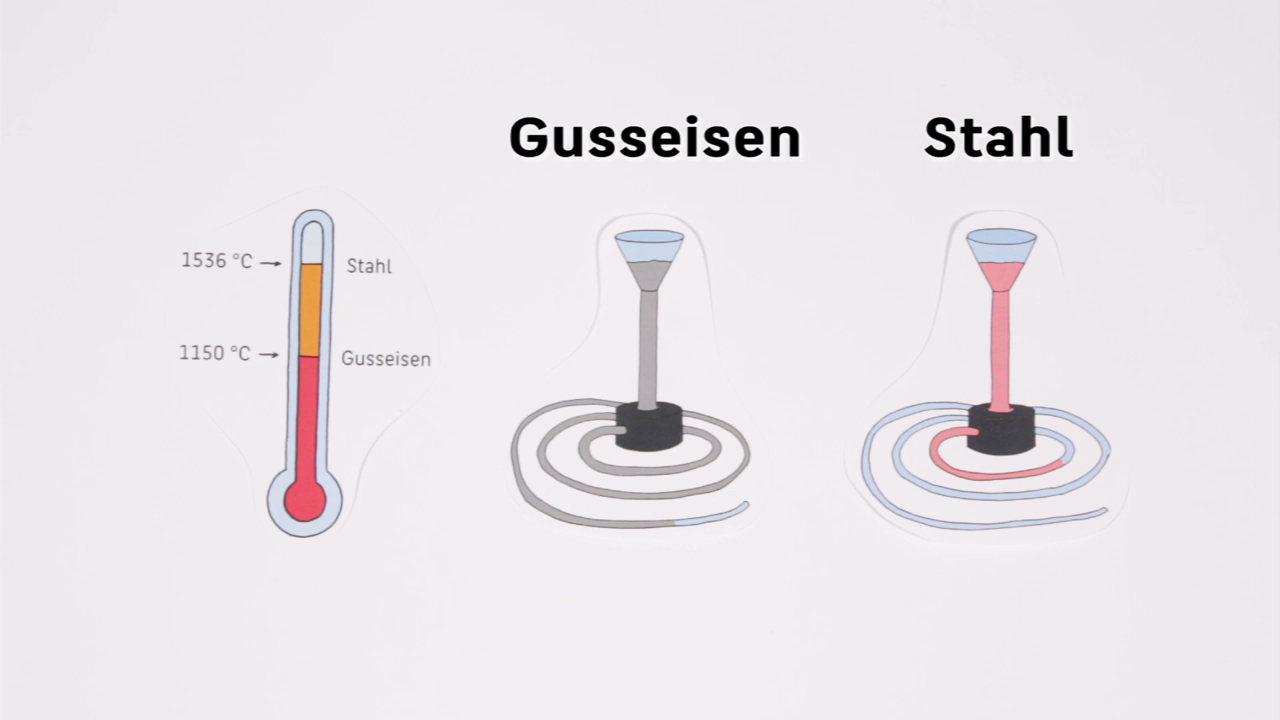 Gusseisen
Stahl
1536 °C → Stahl
1150 °C → Gusseisen